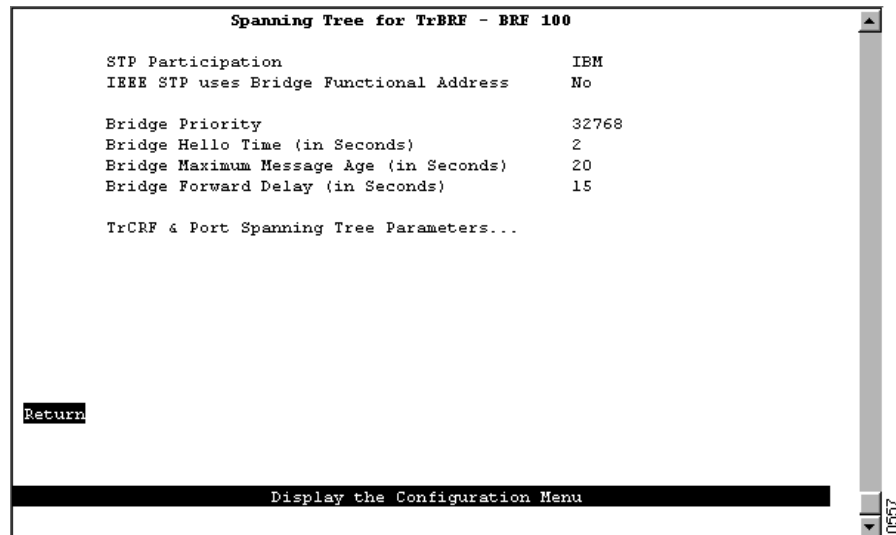 Spanning Tree for TrBRF - BRF 100
STP Participation IBM
IEEE STP uses Bridge Functional Address No
Bridge Priority 32768
Bridge Hello Time (in Seconds) 2
Bridge Maximum Message Age (in Seconds) 20
Bridge Forward Delay (in Seconds) 15
TrCRF & Port Spanning Tree Parameters...
Return
Display the Configuration Menu